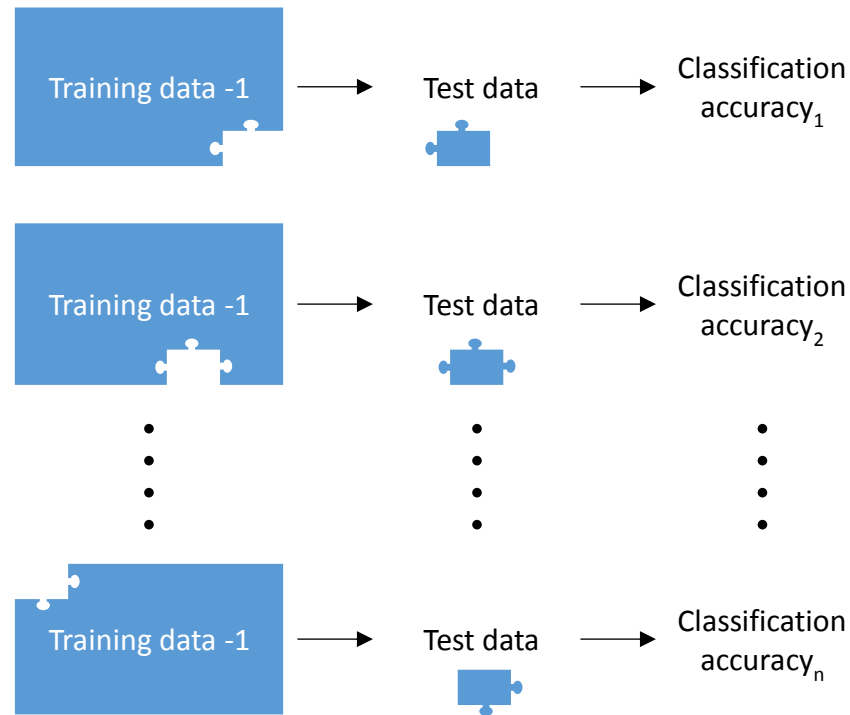 Training data -1
Test data
Classification
accuracy₁
Training data -1
Test data
Classification
accuracy₂
Training data -1
Test data
Classification
accuracyₙ